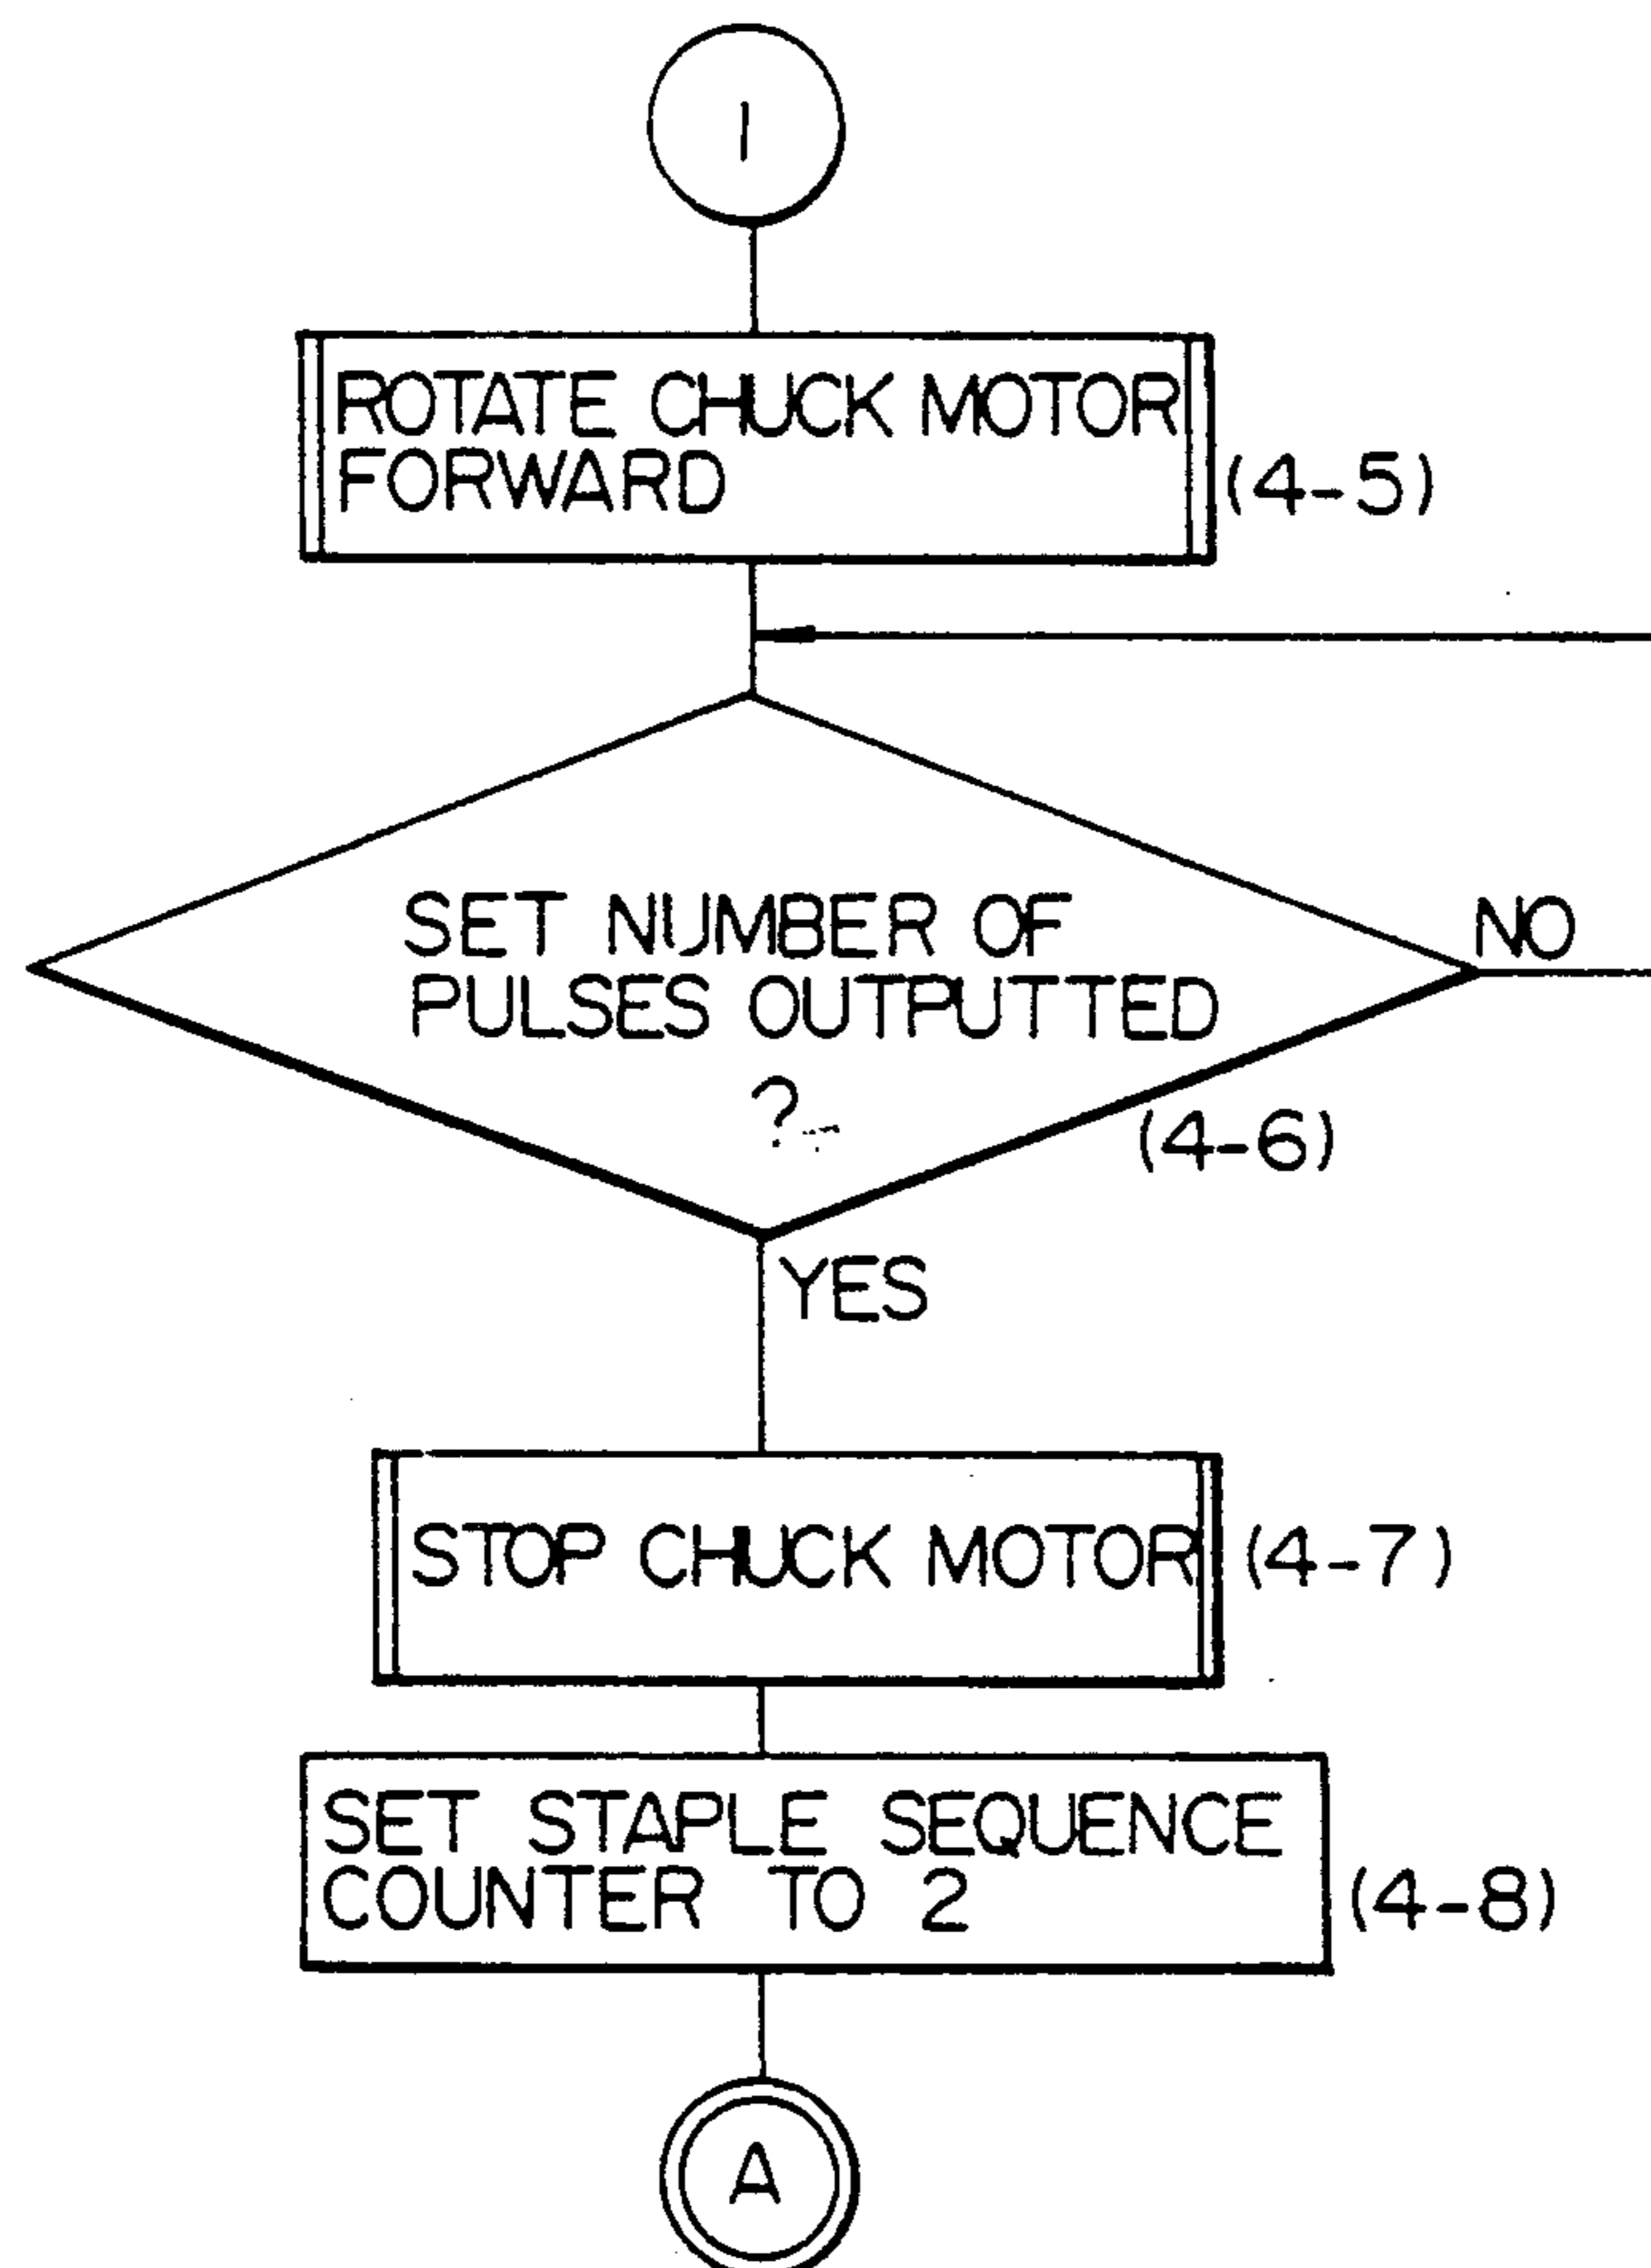 1
ROTATE CHUCK MOTOR
FORWARD
(4-5)
SET NUMBER OF
PULSES OUTPUTTED
?
NO
(4-6)
YES
STOP CHUCK MOTOR
(4-7)
SET STAPLE SEQUENCE
COUNTER TO 2
(4-8)
A